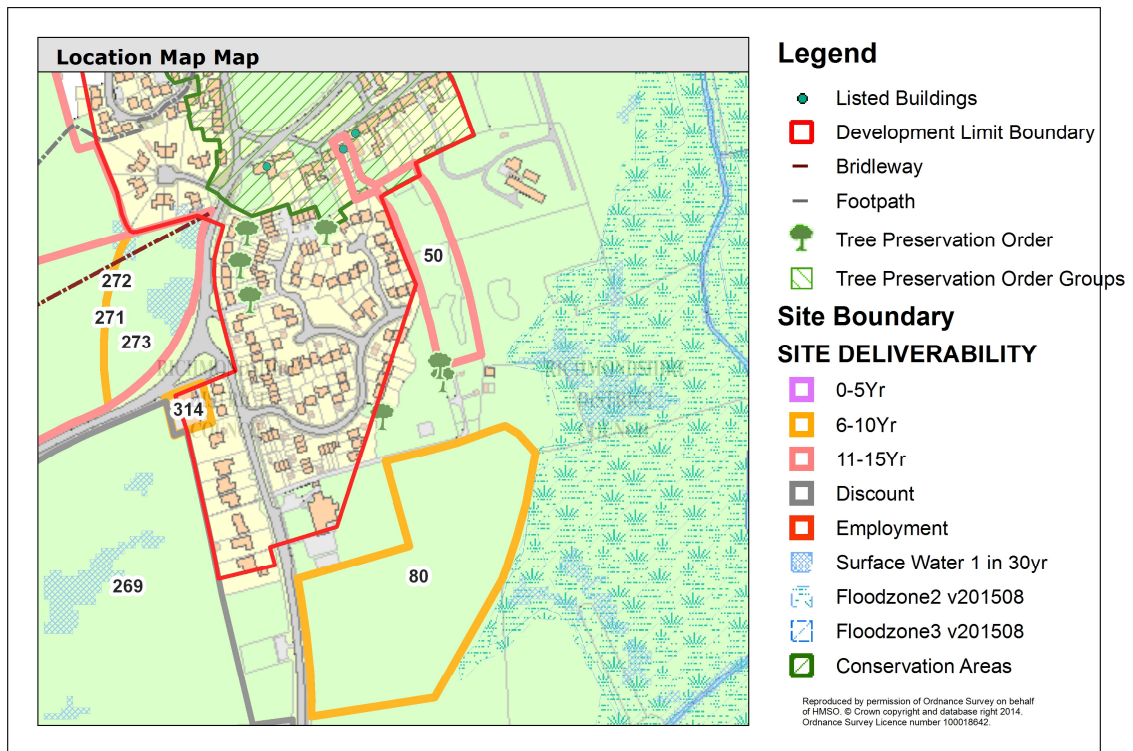 Location Map Map
50
272
271
273
314
269
80
RICHMONDSHIRE
DISTRICT
COUNCIL
Legend
Listed Buildings
Development Limit Boundary
Bridleway
Footpath
Tree Preservation Order
Tree Preservation Order Groups
Site Boundary
SITE DELIVERABILITY
0-5Yr
6-10Yr
11-15Yr
Discount
Employment
Surface Water 1 in 30yr
Floodzone2 v201508
Floodzone3 v201508
Conservation Areas
Reproduced by permission of Ordnance Survey on behalf
of HMSO. © Crown copyright and database right 2014.
Ordnance Survey Licence number 100018642.